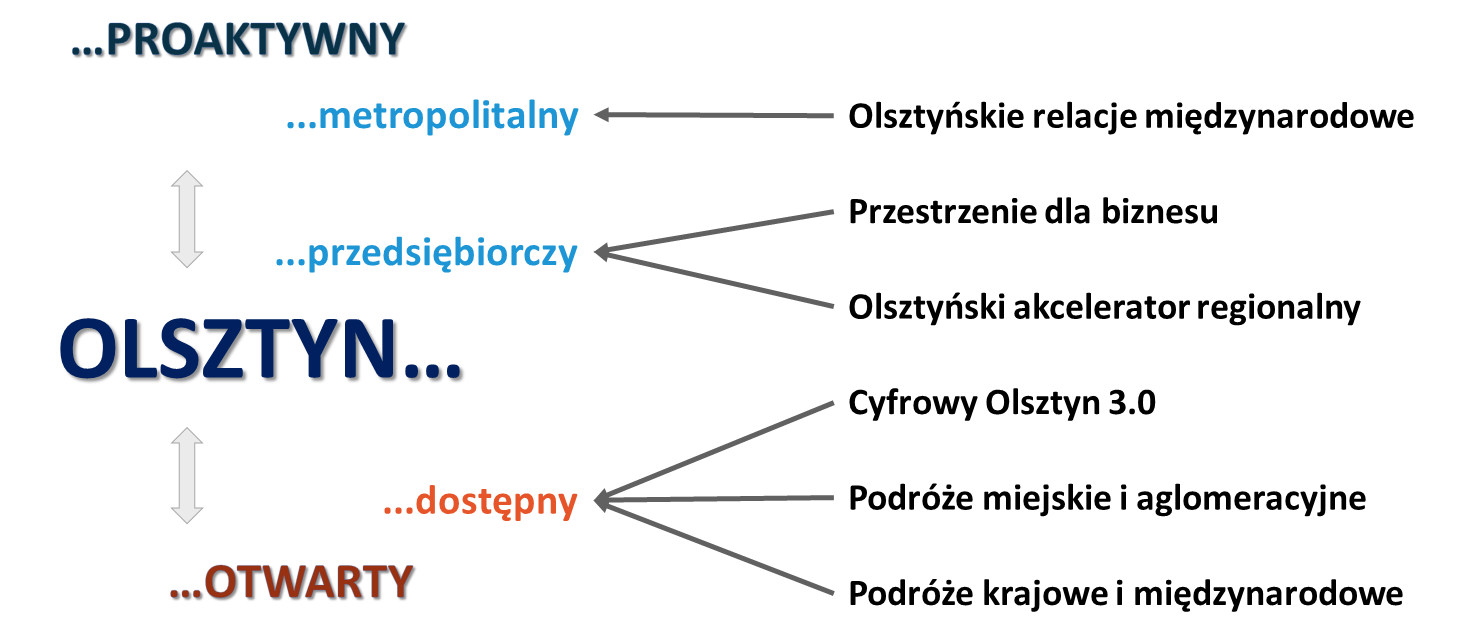 ...PROAKTYWNY
...metropolitalny
Olsztyńskie relacje międzynarodowe
Przestrzenie dla biznesu
...przedsiębiorczy
Olsztyński akcelerator regionalny
OLSZTYN...
Cyfrowy Olsztyn 3.0
...dostępny
Podróże miejskie i aglomeracyjne
...OTWARTY
Podróże krajowe i międzynarodowe